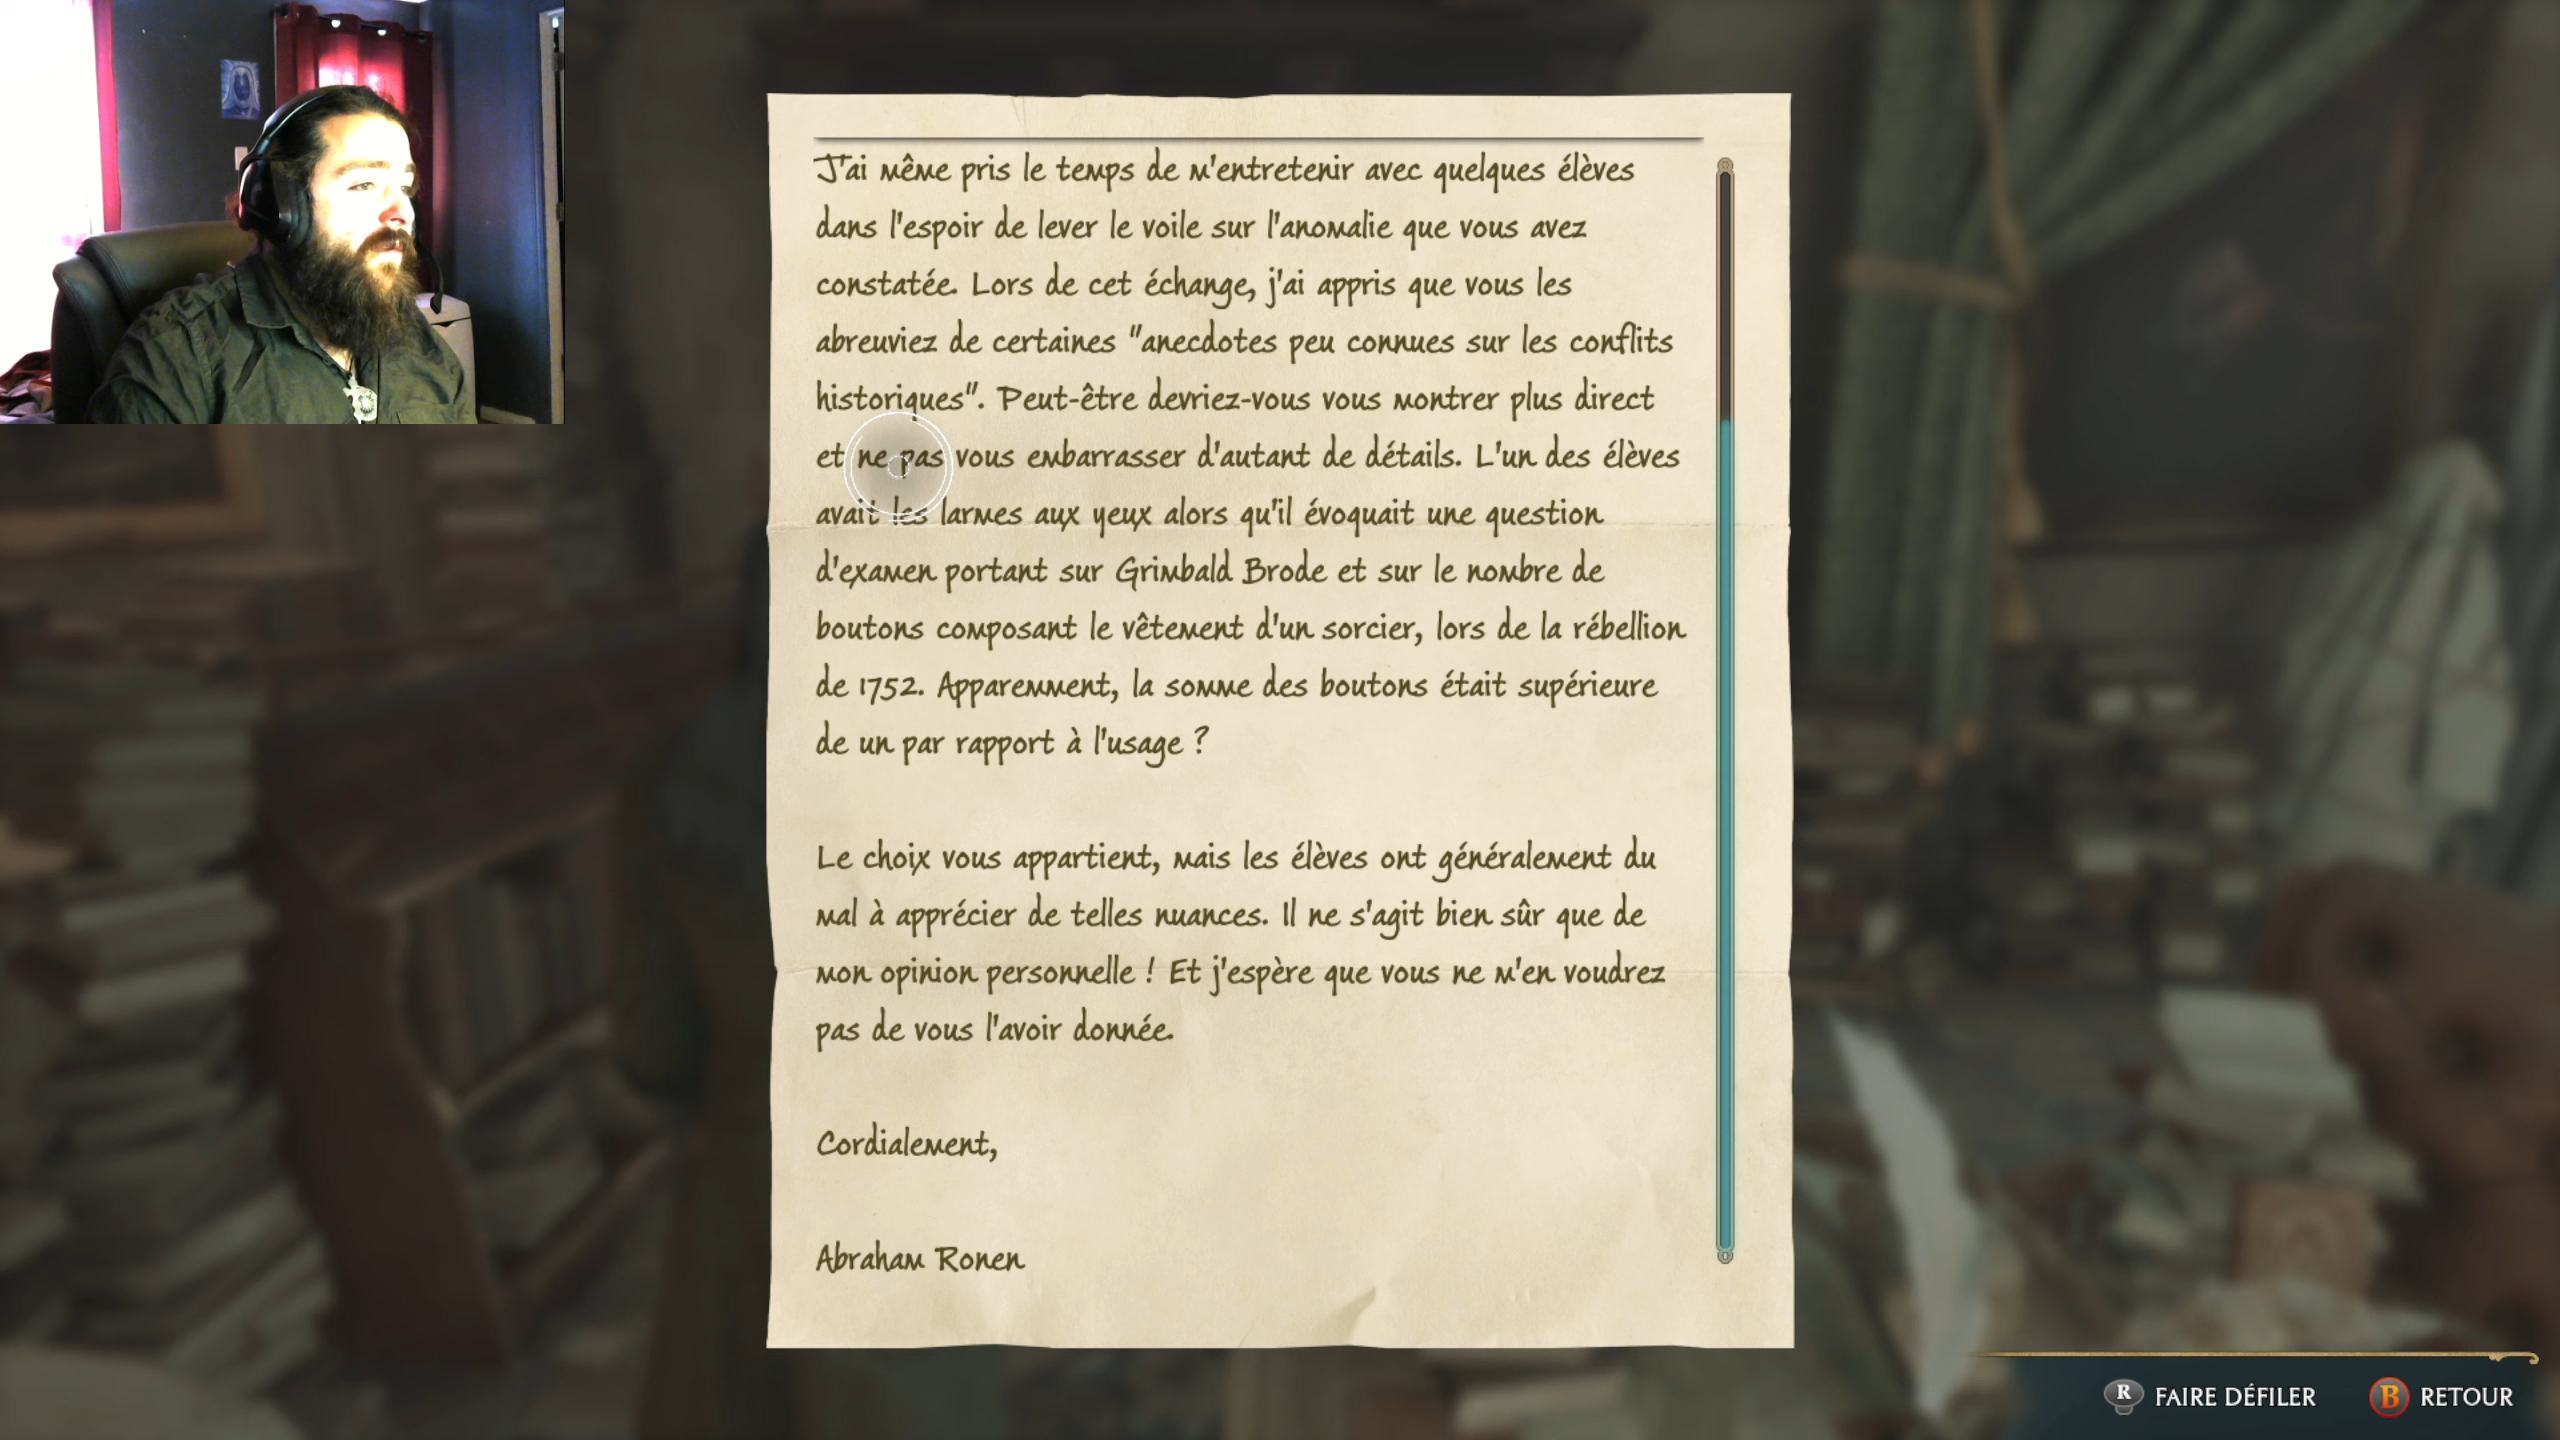 J'ai même pris le temps de m'entretenir avec quelques élèves
dans l'espoir de lever le voile sur l'anomalie que vous avez
constatée. Lors de cet échange, j'ai appris que vous les
abreuviez de certaines "anecdotes peu connues sur les conflits
historiques". Peut-être devriez-vous vous montrer plus direct
et ne pas vous embarrasser d'autant de détails. L'un des élèves
avait les larmes aux yeux alors qu'il évoquait une question
d'examen portant sur Grimbald Brode et sur le nombre de
boutons composant le vêtement d'un sorcier, lors de la rébellion
de 1752. Apparemment, la somme des boutons était supérieure
de un par rapport à l'usage ?
Le choix vous appartient, mais les élèves ont généralement du
mal à apprécier de telles nuances. Il ne s'agit bien sûr que de
mon opinion personnelle ! Et j'espère que vous ne m'en voudrez
pas de vous l'avoir donnée.
Cordialement,
Abraham Ronen
R FAIRE DÉFILER B RETOUR